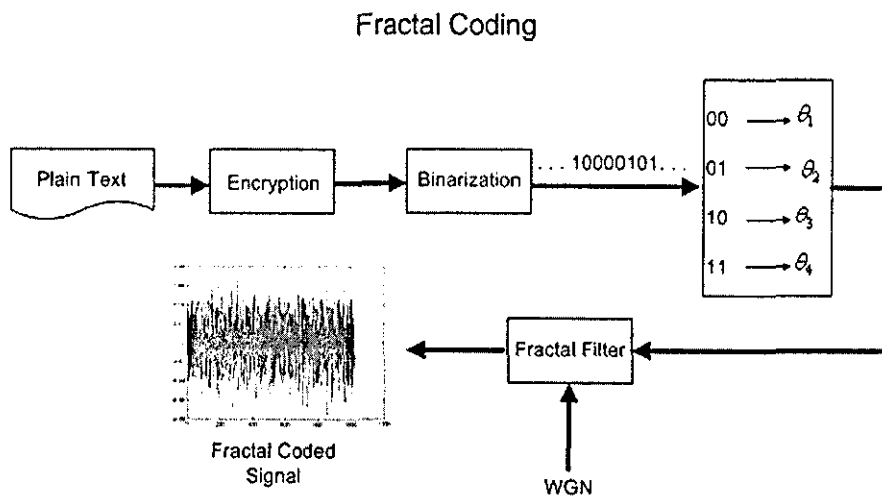 Fractal Coding
Plain Text
Encryption
Binarization
. . . 10000101. . .
00 θ1
01 θ2
10 θ3
11 θ4
Fractal Filter
WGN
Fractal Coded
Signal